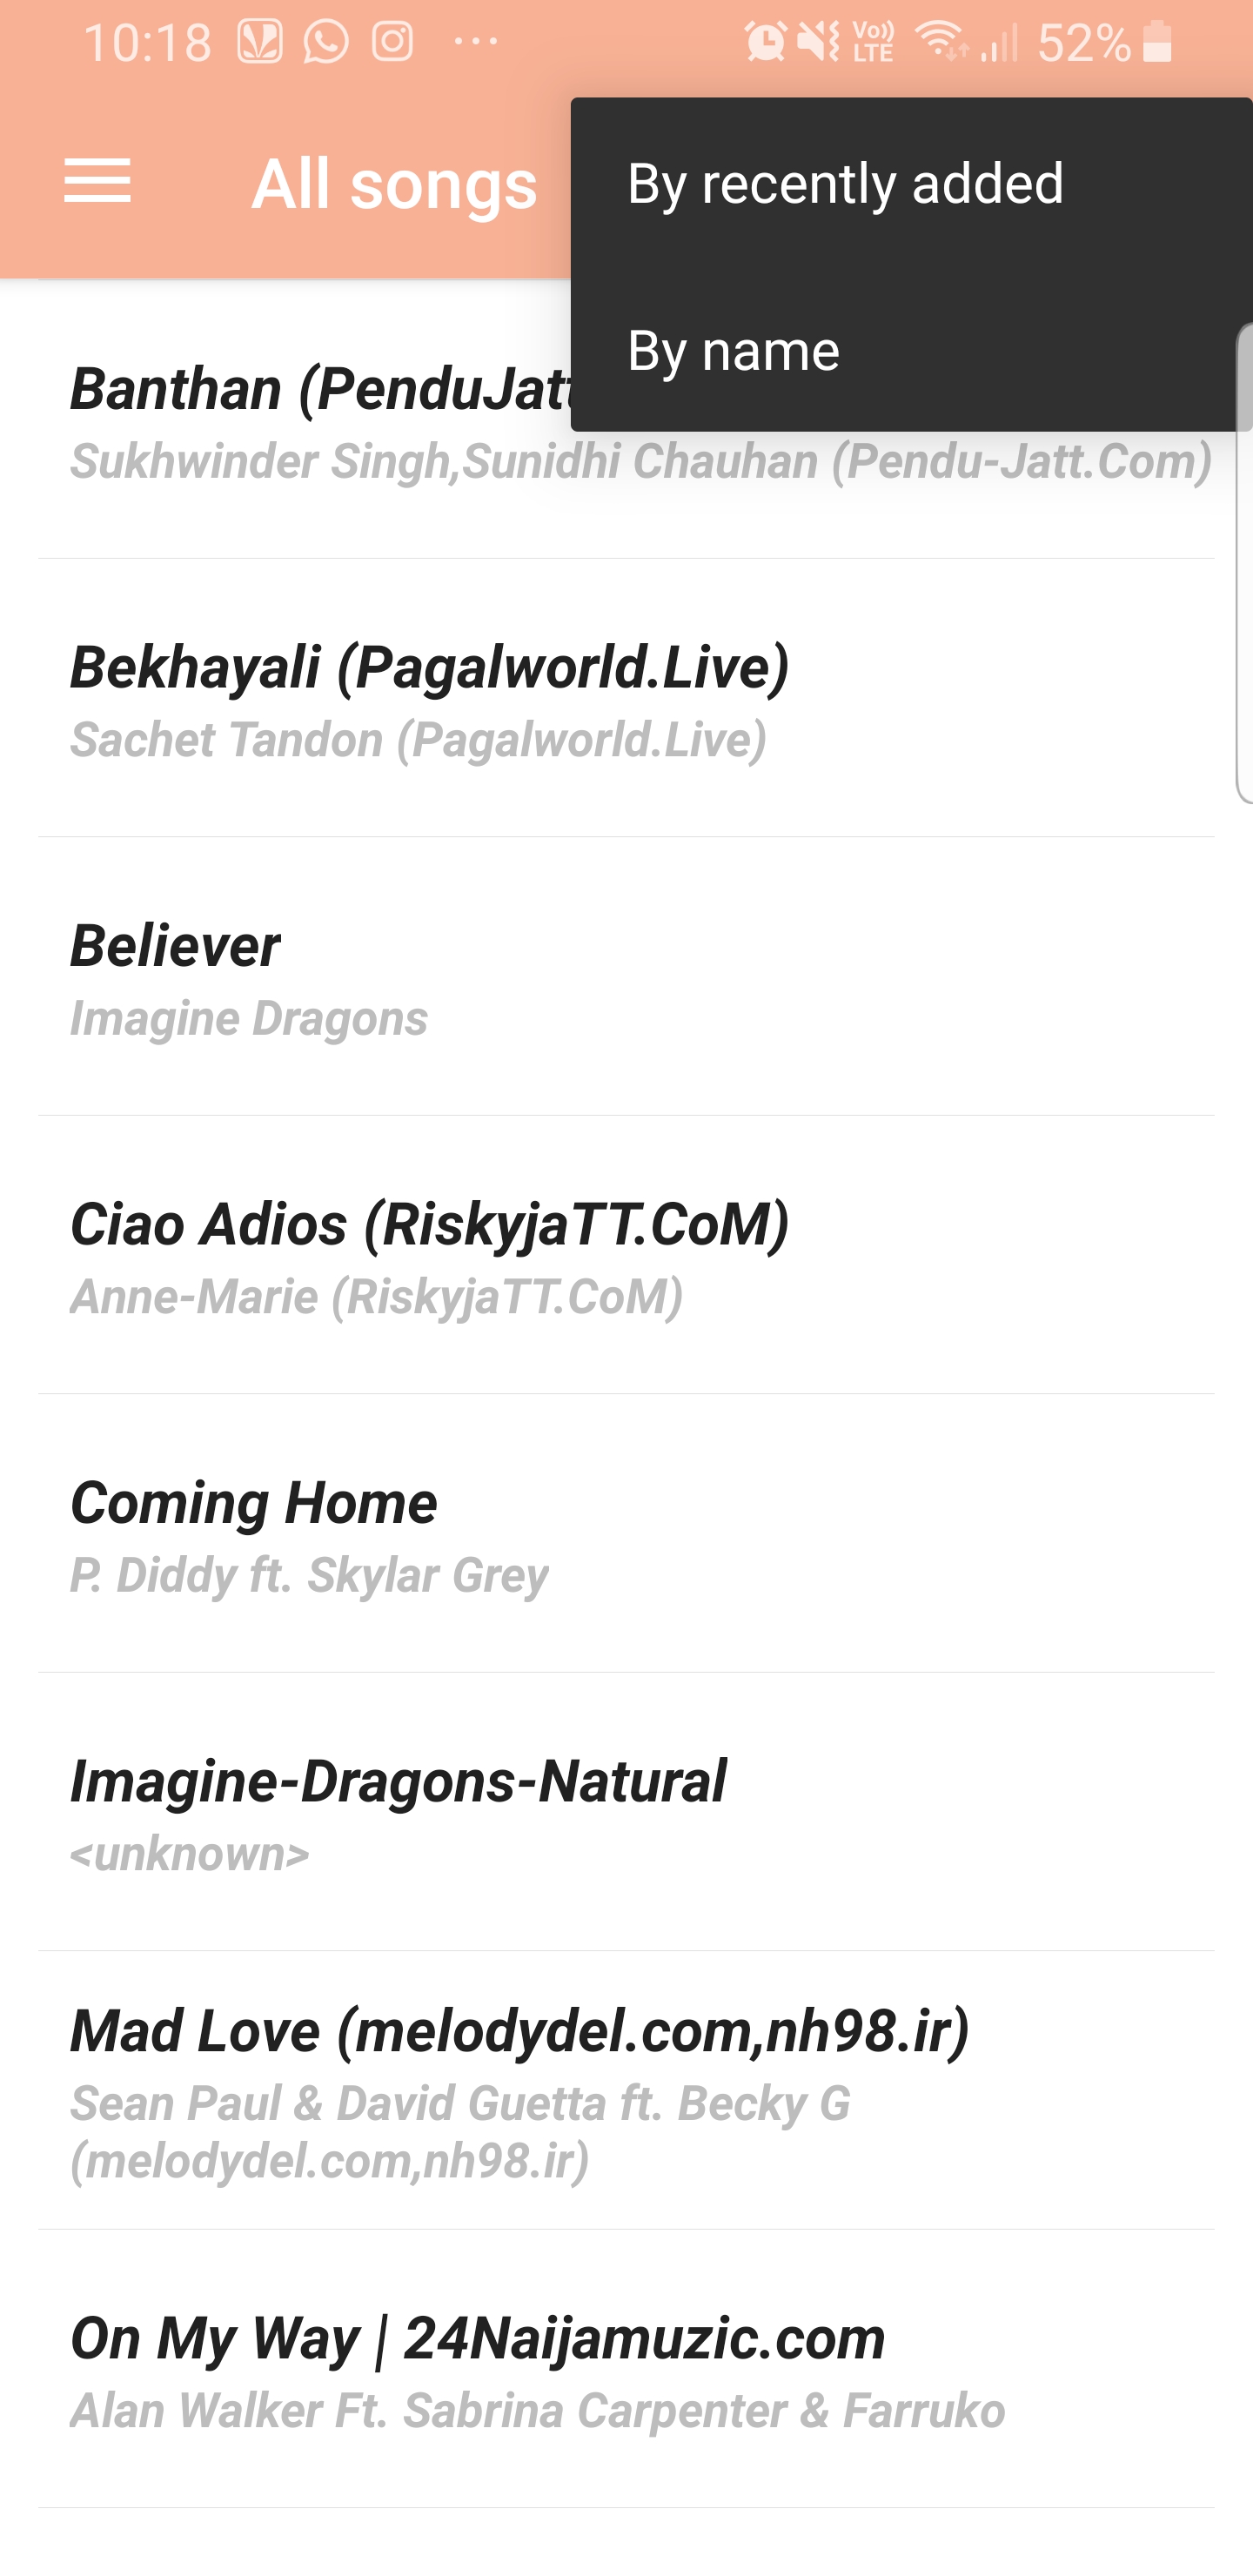 10:18
Vo)) LTE
52%
All songs
By recently added
By name
Banthan (PenduJatt
Sukhwinder Singh,Sunidhi Chauhan (Pendu-Jatt.Com)
Bekhayali (Pagalworld.Live)
Sachet Tandon (Pagalworld.Live)
Believer
Imagine Dragons
Ciao Adios (RiskyjaTT.CoM)
Anne-Marie (RiskyjaTT.CoM)
Coming Home
P. Diddy ft. Skylar Grey
Imagine-Dragons-Natural
<unknown>
Mad Love (melodydel.com,nh98.ir)
Sean Paul & David Guetta ft. Becky G
(melodydel.com,nh98.ir)
On My Way | 24Naijamuzic.com
Alan Walker Ft. Sabrina Carpenter & Farruko